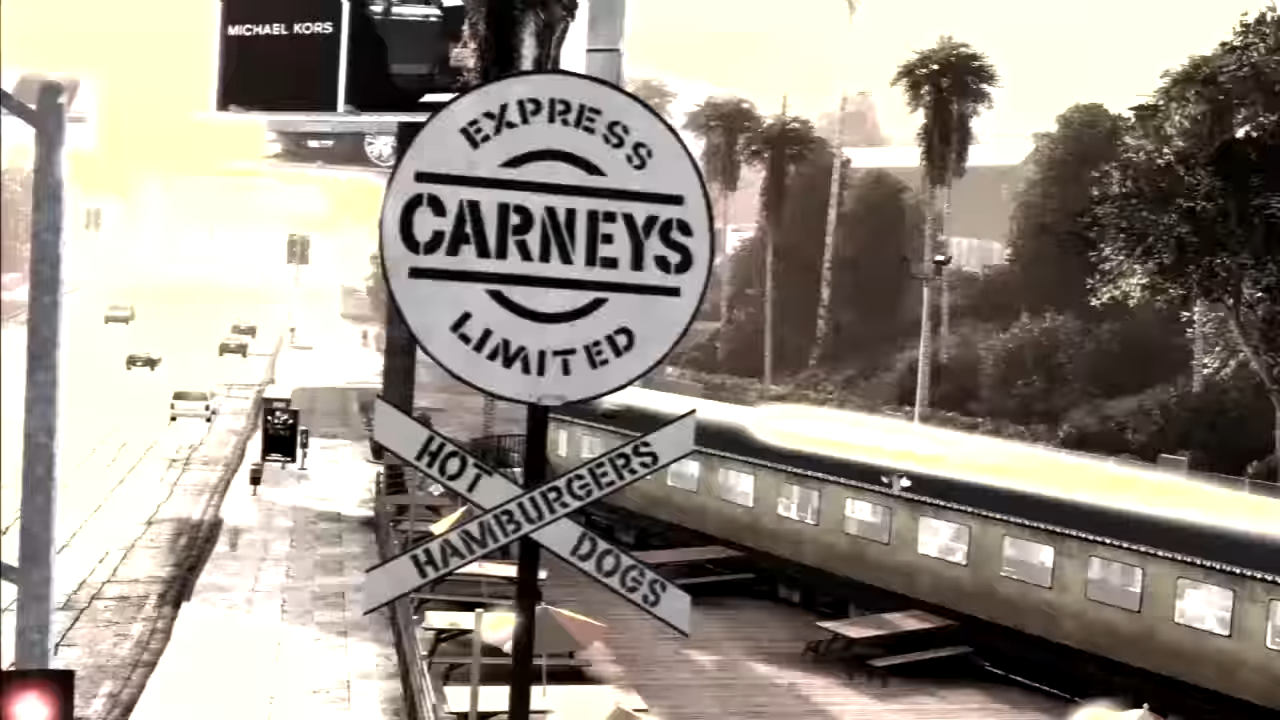 MICHAEL KORS
EXPRESS
CARNEYS
LIMITED
HOT DOGS
HAMBURGERS